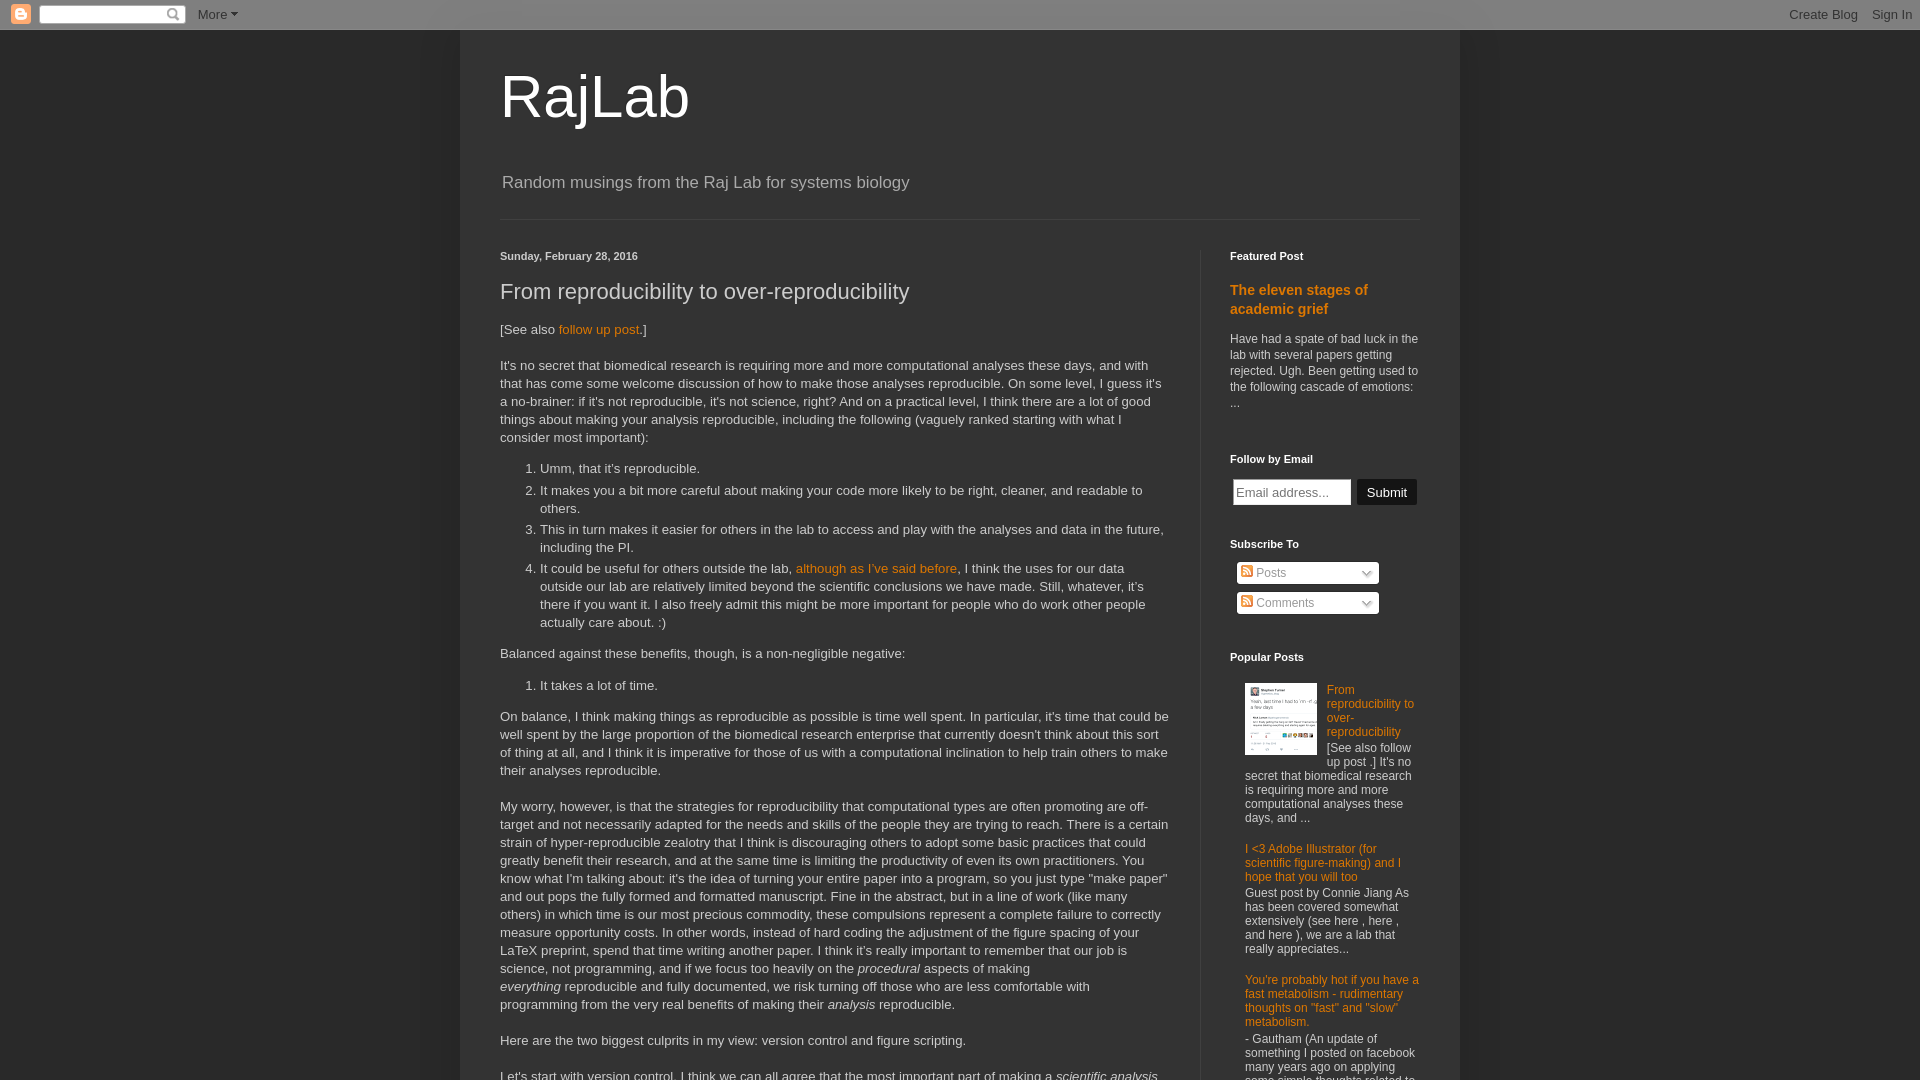 More
Create Blog
Sign In
RajLab
Random musings from the Raj Lab for systems biology
Sunday, February 28, 2016
From reproducibility to over-reproducibility
[See also follow up post.]
It's no secret that biomedical research is requiring more and more computational analyses these days, and with
that has come some welcome discussion of how to make those analyses reproducible. On some level, I guess it's
a no-brainer: if it's not reproducible, it's not science, right? And on a practical level, I think there are a lot of good
things about making your analysis reproducible, including the following (vaguely ranked starting with what I
consider most important):
1. Umm, that it's reproducible.
2. It makes you a bit more careful about making your code more likely to be right, cleaner, and readable to
others.
3. This in turn makes it easier for others in the lab to access and play with the analyses and data in the future,
including the PI.
4. It could be useful for others outside the lab, although as I've said before, I think the uses for our data
outside our lab are relatively limited beyond the scientific conclusions we have made. Still, whatever, it's
there if you want it. I also freely admit this might be more important for people who do work other people
actually care about. :)
Balanced against these benefits, though, is a non-negligible negative:
1. It takes a lot of time.
On balance, I think making things as reproducible as possible is time well spent. In particular, it's time that could be
well spent by the large proportion of the biomedical research enterprise that currently doesn't think about this sort
of thing at all, and I think it is imperative for those of us with a computational inclination to help train others to make
their analyses reproducible.
My worry, however, is that the strategies for reproducibility that computational types are often promoting are off-
target and not necessarily adapted for the needs and skills of the people they are trying to reach. There is a certain
strain of hyper-reproducible zealotry that I think is discouraging others to adopt some basic practices that could
greatly benefit their research, and at the same time is limiting the productivity of even its own practitioners. You
know what I'm talking about: it's the idea of turning your entire paper into a program, so you just type "make paper"
and out pops the fully formed and formatted manuscript. Fine in the abstract, but in a line of work (like many
others) in which time is our most precious commodity, these compulsions represent a complete failure to correctly
measure opportunity costs. In other words, instead of hard coding the adjustment of the figure spacing of your
LaTeX preprint, spend that time writing another paper. I think it's really important to remember that our job is
science, not programming, and if we focus too heavily on the procedural aspects of making
everything reproducible and fully documented, we risk turning off those who are less comfortable with
programming from the very real benefits of making their analysis reproducible.
Here are the two biggest culprits in my view: version control and figure scripting.
Let's start with version control. I think we can all agree that the most important part of making a scientific analysis
Featured Post
The eleven stages of
academic grief
Have had a spate of bad luck in the
lab with several papers getting
rejected. Ugh. Been getting used to
the following cascade of emotions:
...
Follow by Email
Email address...
Submit
Subscribe To
Posts
Comments
Popular Posts
From
reproducibility to
over-
reproducibility
[See also follow
up post .] It's no
secret that biomedical research
is requiring more and more
computational analyses these
days, and ...
I <3 Adobe Illustrator (for
scientific figure-making) and I
hope that you will too
Guest post by Connie Jiang As
has been covered somewhat
extensively (see here , here ,
and here ), we are a lab that
really appreciates...
You're probably hot if you have a
fast metabolism - rudimentary
thoughts on "fast" and "slow"
metabolism.
- Gautham (An update of
something I posted on facebook
many years ago on applying
some simple thoughts related to